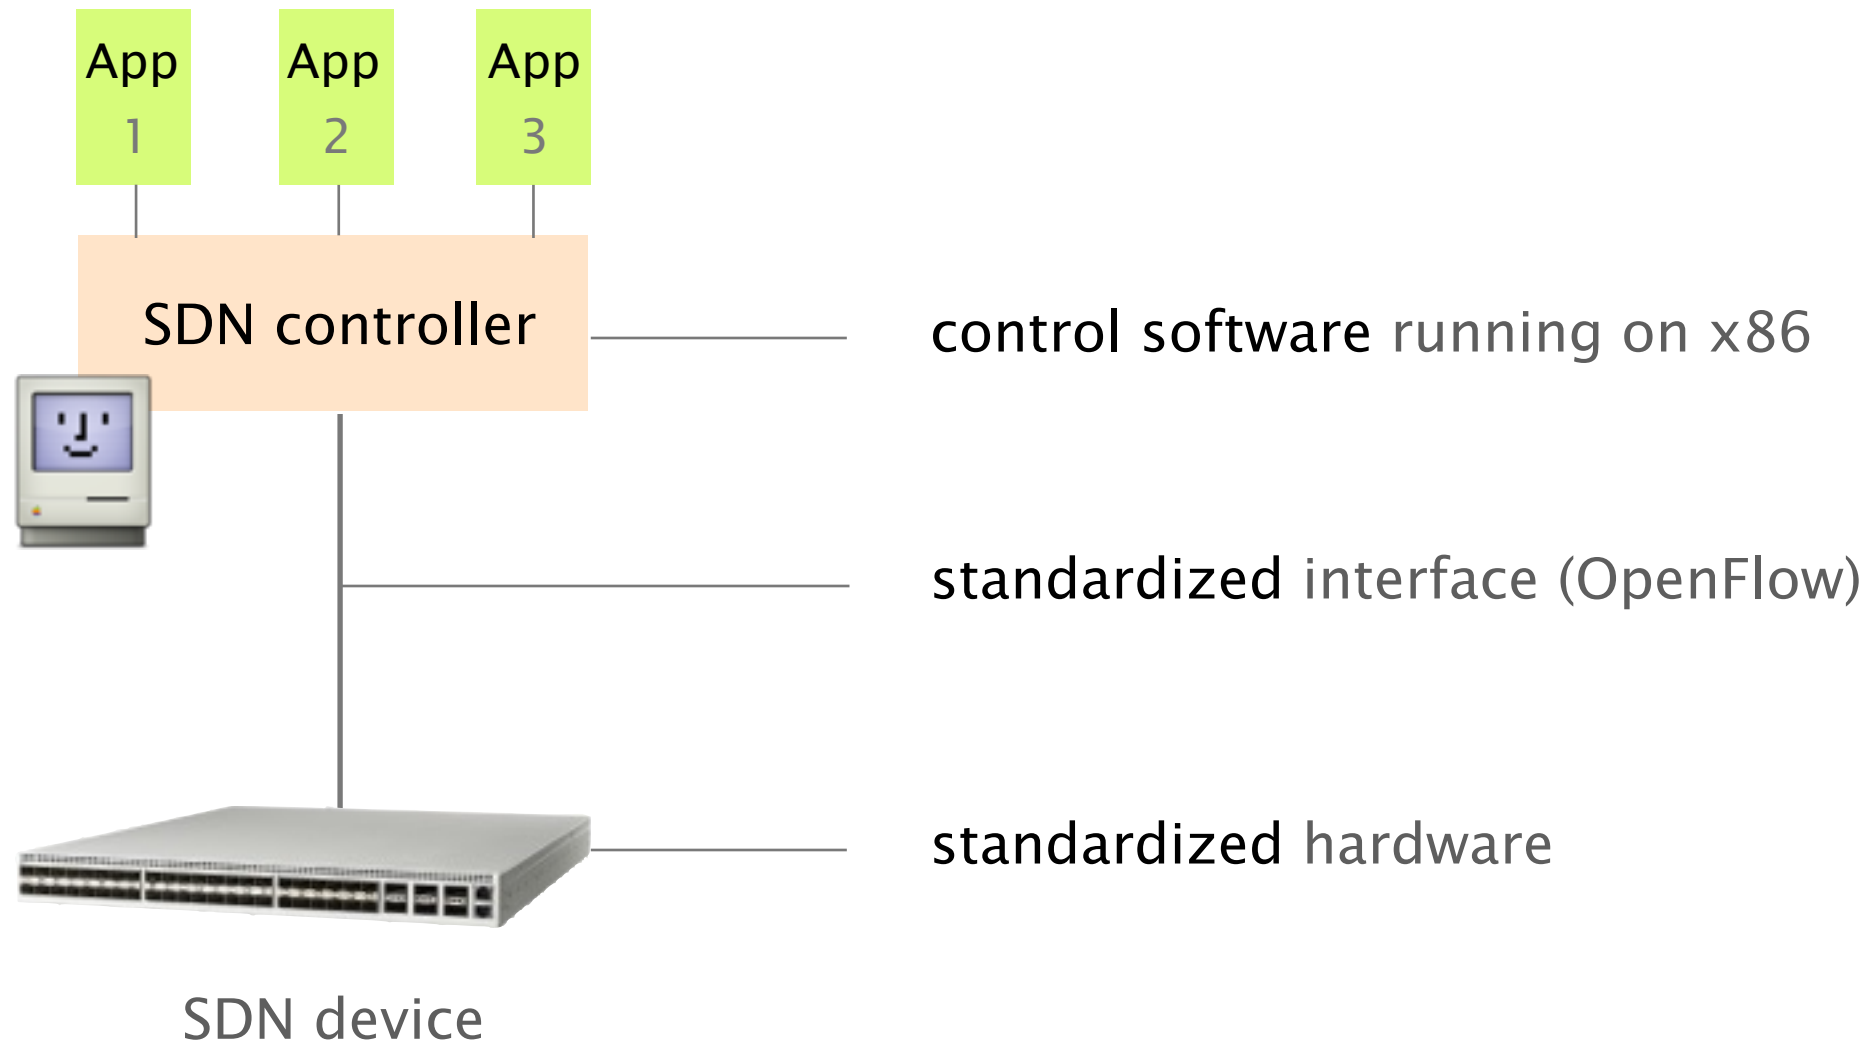 App App App
1 2 3
SDN controller
control software running on x86
standardized interface (OpenFlow)
standardized hardware
SDN device